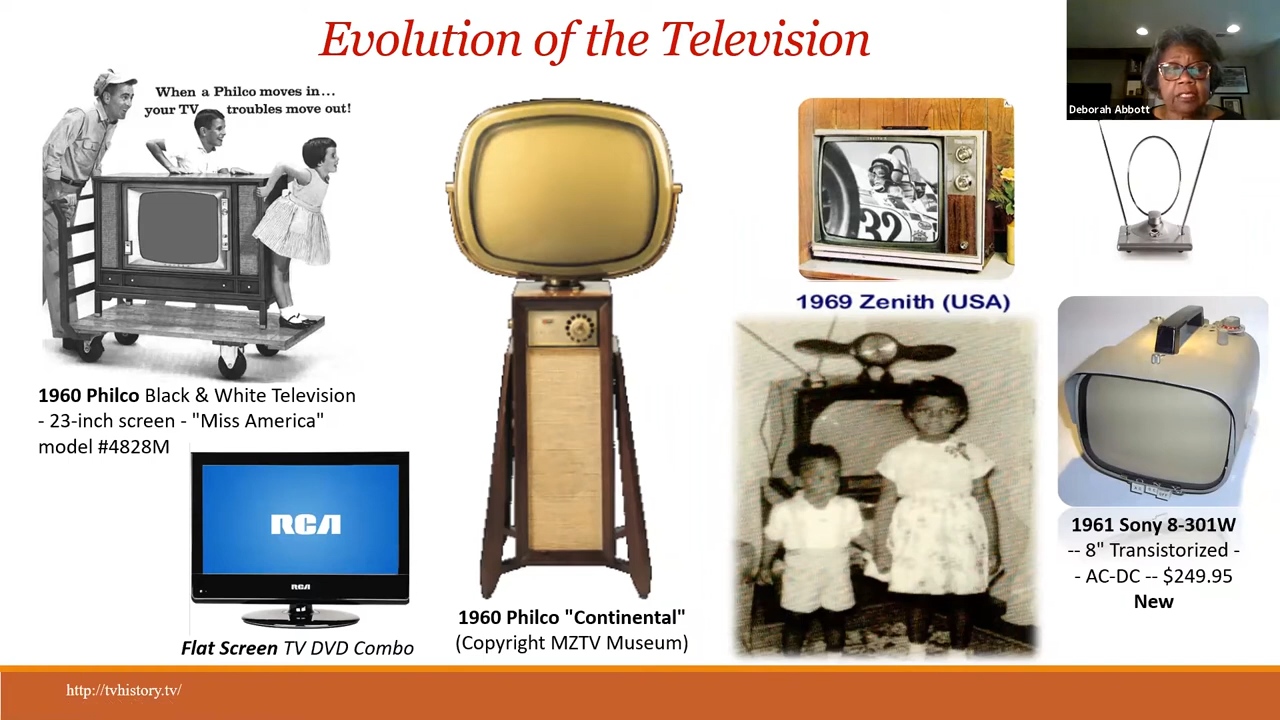 Evolution of the Television
Deborah Abbott
When a Philco moves in...
your TV troubles move out!
1960 Philco Black & White Television
- 23-inch screen - "Miss America"
model #4828M
RCA
RCA
Flat Screen TV DVD Combo
1960 Philco "Continental"
(Copyright MZTV Museum)
32
1969 Zenith (USA)
1961 Sony 8-301W
-- 8" Transistorized -
- AC-DC -- $249.95
New
http://tvhistory.tv/